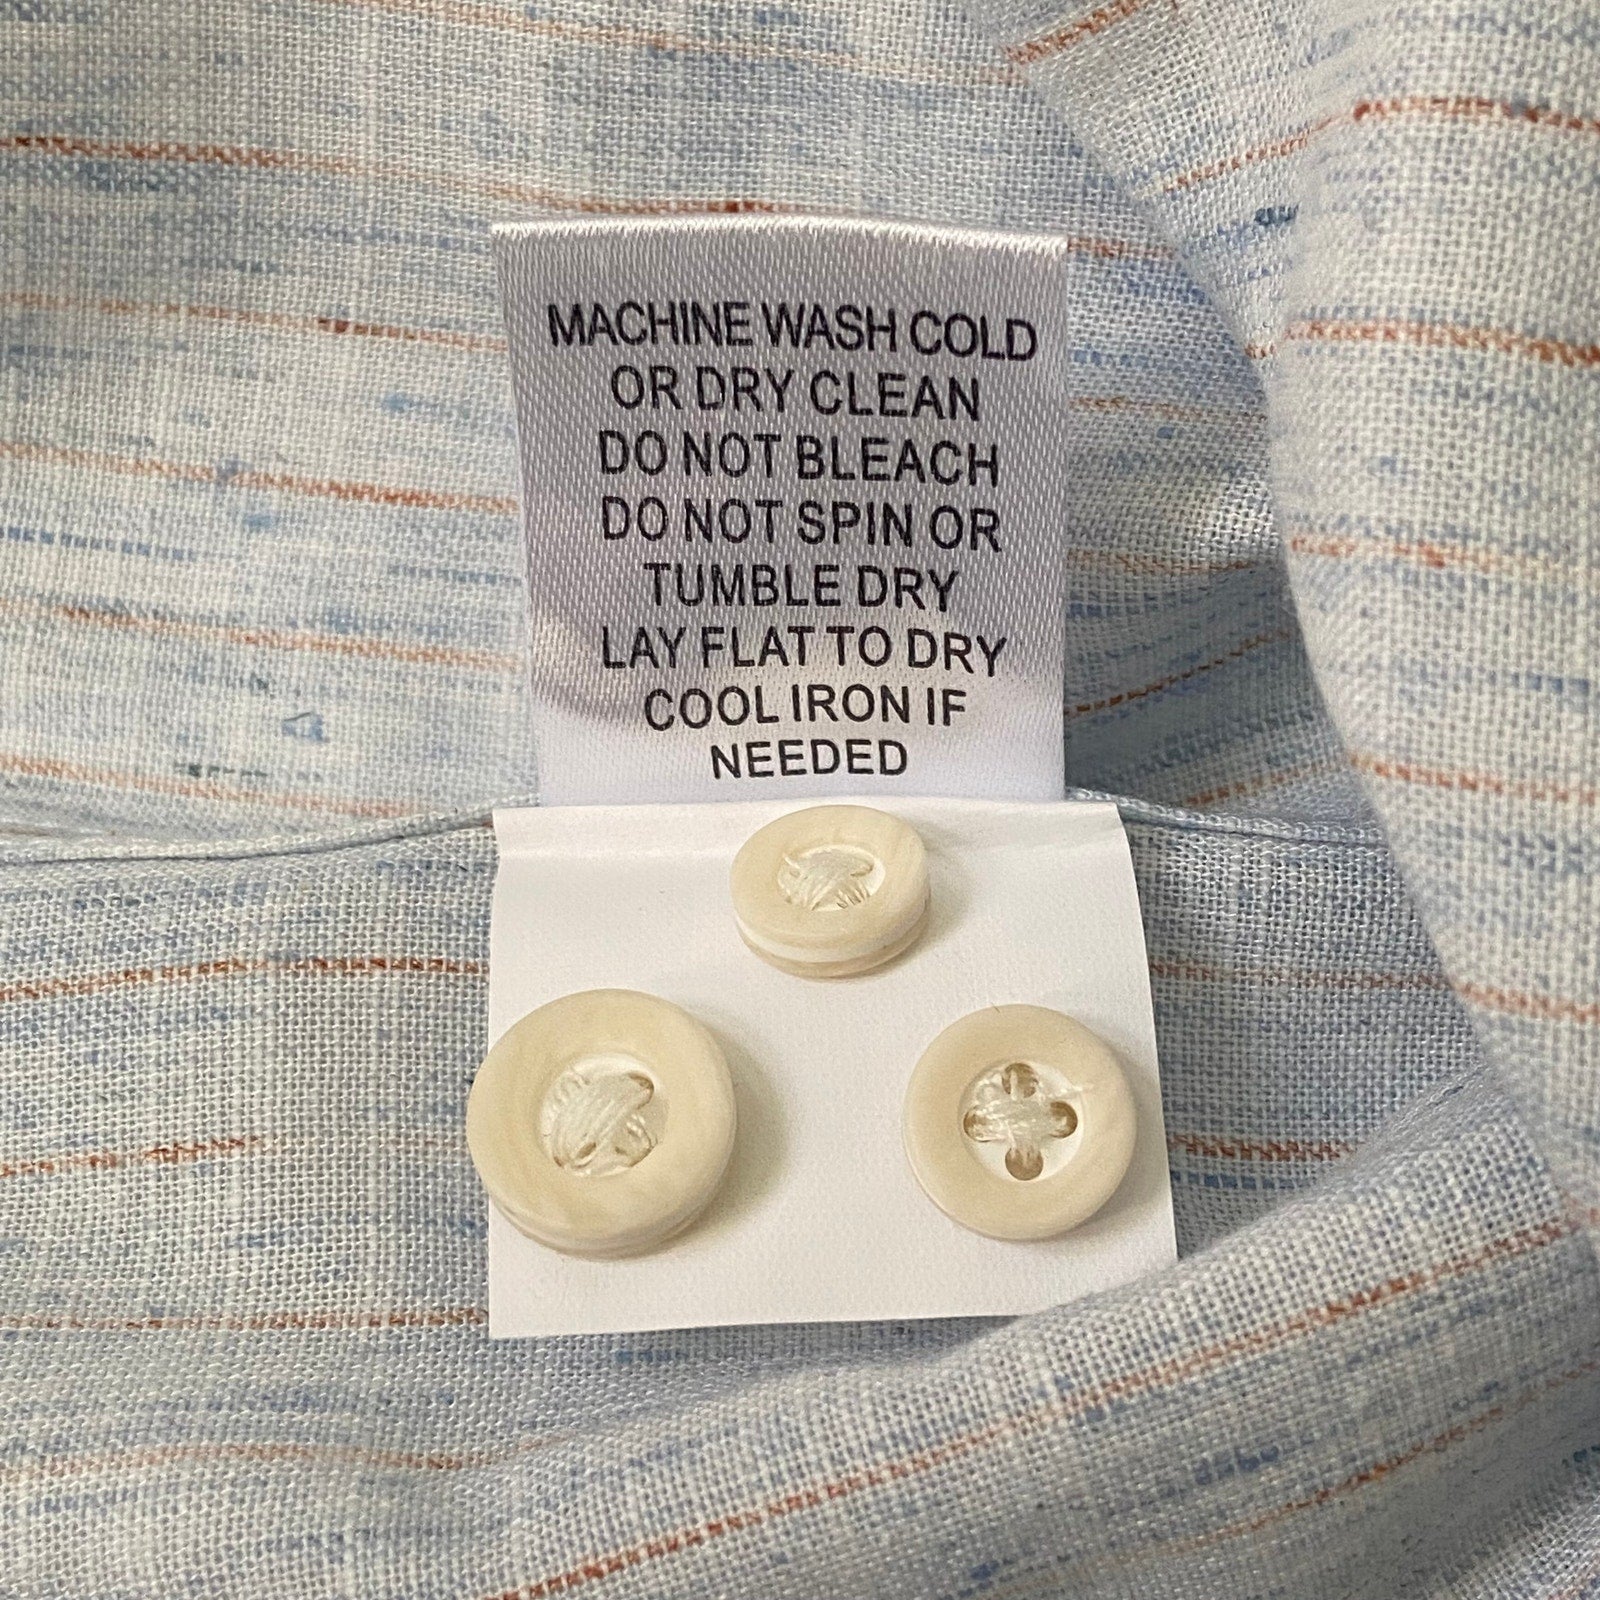 MACHINE WASH COLD
OR DRY CLEAN
DO NOT BLEACH
DO NOT SPIN OR
TUMBLE DRY
LAY FLAT TO DRY
COOL IRON IF
NEEDED